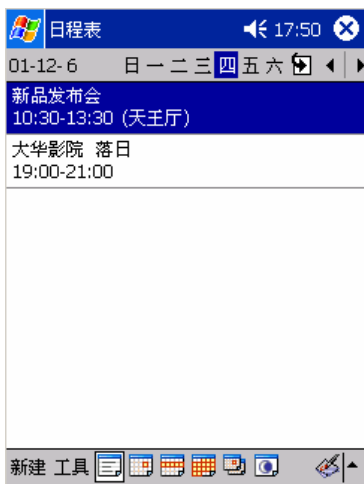 日程表 17:50
01-12- 6 日 一 二 三 四 五 六
新品发布会
10:30-13:30 (天王厅)
大华影院 落日
19:00-21:00
新建 工具